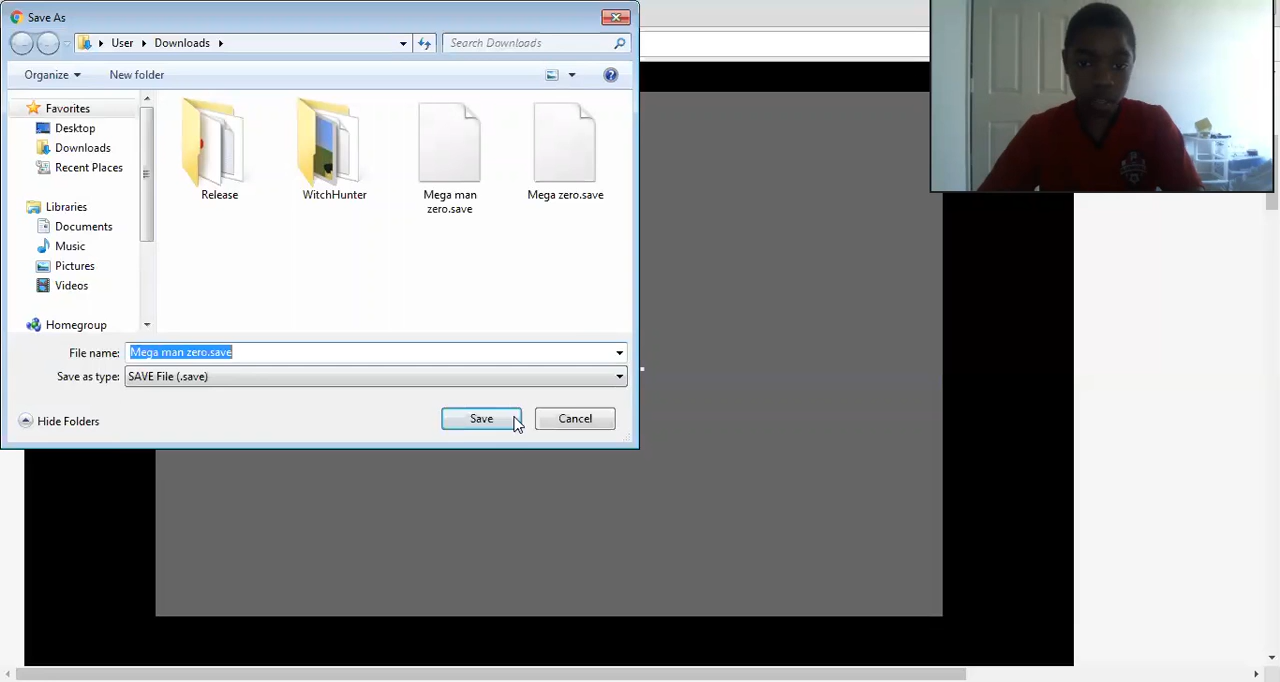 Save As
User
Downloads
Search Downloads
Organize
New folder
Favorites
Desktop
Downloads
Recent Places
Libraries
Documents
Music
Pictures
Videos
Homegroup
Release
WitchHunter
Mega man
zero.save
Mega zero.save
File name:
Mega man zero.save
Save as type:
SAVE File (.save)
Hide Folders
Save
Cancel